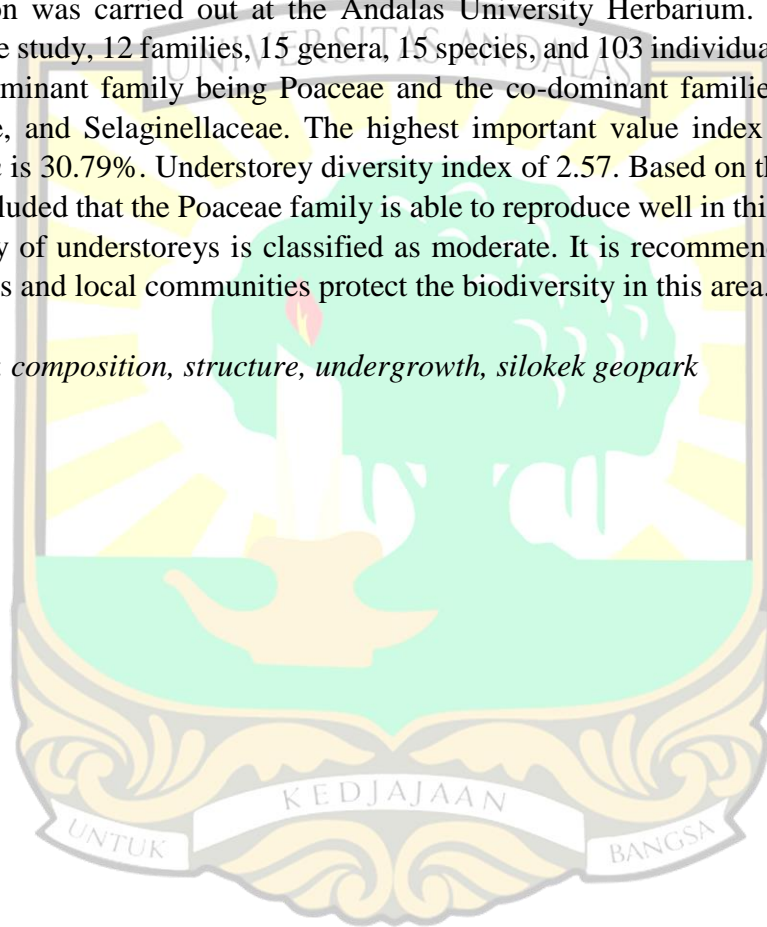 on was carried out at the Andalas University Herbarium.
e study, 12 families, 15 genera, 15 species, and 103 individua
minant family being Poaceae and the co-dominant familie
e, and Selaginellaceae. The highest important value index
is 30.79%. Understorey diversity index of 2.57. Based on th
luded that the Poaceae family is able to reproduce well in thi
y of understoreys is classified as moderate. It is recommen
s and local communities protect the biodiversity in this area.
composition, structure, undergrowth, silokek geopark
UNIVERSITAS ANDALAS
UNTUK KEDJAJAAN BANGSA